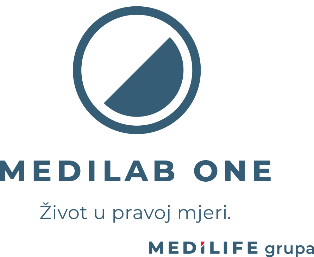 MEDILAB ONE
Život u pravoj mjeri.
MEDILIFE grupa